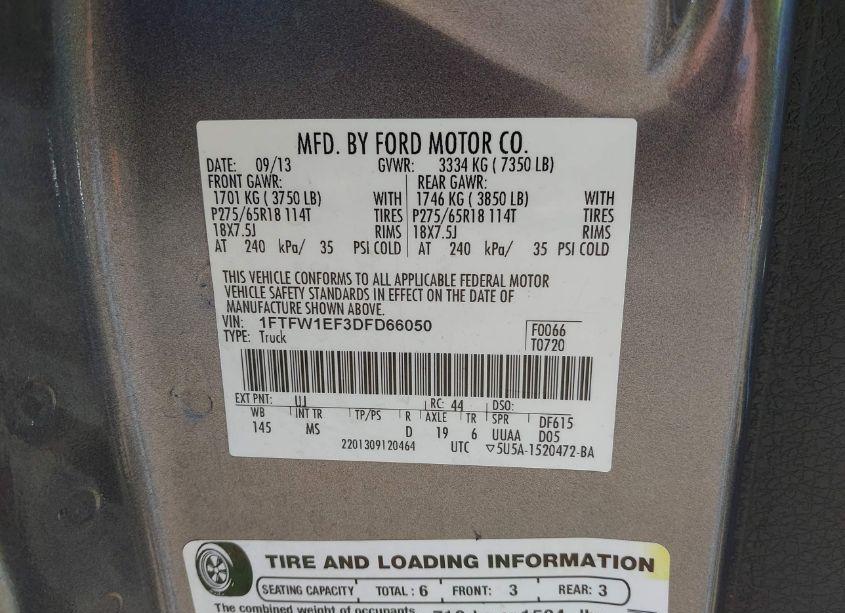 MFD. BY FORD MOTOR CO.
DATE: 09/13 GVWR: 3334 KG ( 7350 LB)
FRONT GAWR: REAR GAWR:
1701 KG ( 3750 LB) WITH 1746 KG ( 3850 LB) WITH
P275/65R18 114T TIRES P275/65R18 114T TIRES
18X7.5J RIMS 18X7.5J RIMS
AT 240 kPa/ 35 PSI COLD AT 240 kPa/ 35 PSI COLD
THIS VEHICLE CONFORMS TO ALL APPLICABLE FEDERAL MOTOR
VEHICLE SAFETY STANDARDS IN EFFECT ON THE DATE OF
MANUFACTURE SHOWN ABOVE.
VIN: 1FTFW1EF3DFD66050 F0066
TYPE: Truck T0720
EXT PNT: UJ RC: 44 DSO:
WB INT TR TP/PS R AXLE TR SPR DF615
145 MS D 19 6 UUAA D05
2201309120464 UTC ▽5U5A-1520472-BA
TIRE AND LOADING INFORMATION
SEATING CAPACITY TOTAL : 6 FRONT: 3 REAR: 3
The combined weight of occupants